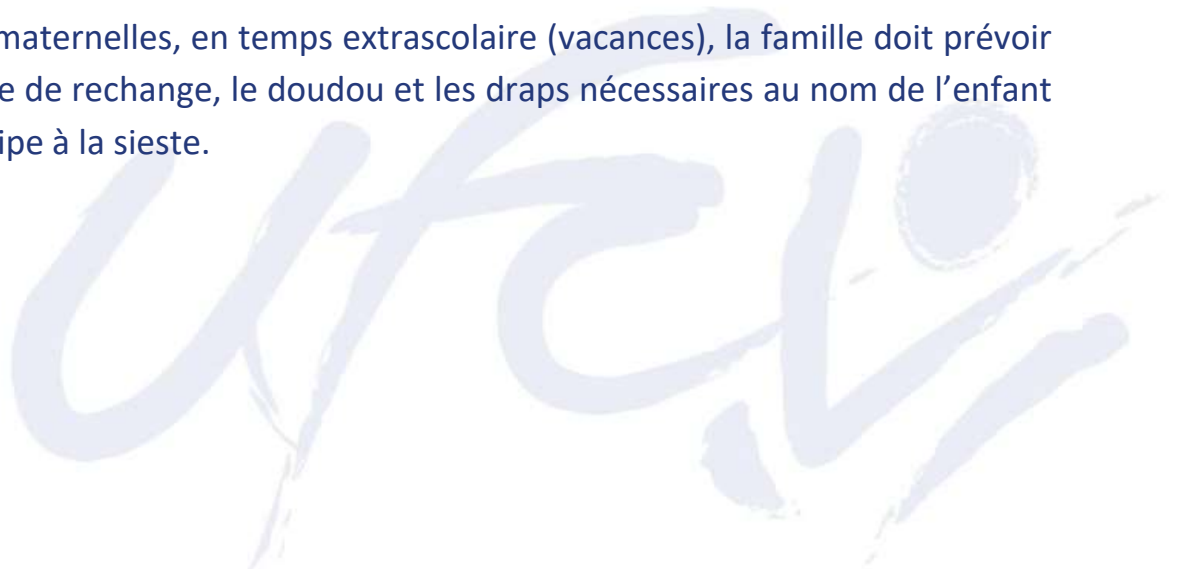 maternelles, en temps extrascolaire (vacances), la famille doit prévoir
e de rechange, le doudou et les draps nécessaires au nom de l’enfant
ipe à la sieste.
ufcv